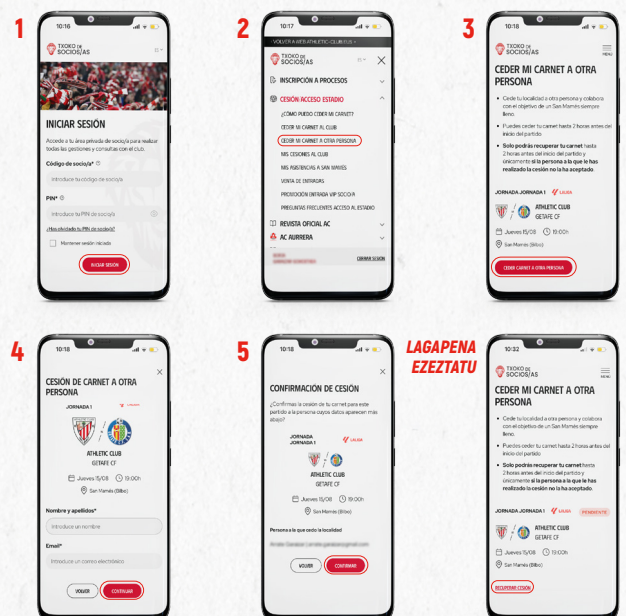 1
10:16
TXOKO DE
SOCIOS/AS
INICIAR SESIÓN
Accede a tu área privada de socio/a para realizar
todas las gestiones y consultas con el club.
Código de socio/a*
Introduce tu código de socio/a
PIN*
Introduce tu PIN de socio/a
¿Has olvidado tu PIN de socio/a?
Mantener sesión iniciada
INICIAR SESIÓN
2
10:17
TXOKO DE
SOCIOS/AS
INSCRIPCIÓN A PROCESOS
CESIÓN ACCESO ESTADIO
¿CÓMO PUEDO CEDER MI CARNET?
CEDER MI CARNET AL CLUB
CEDER MI CARNET A OTRA PERSONA
MIS CESIONES AL CLUB
MIS ASISTENCIAS A SAN MAMÉS
VENTA DE ENTRADAS
PROMOCIÓN ENTRADA VIP SOCIO/A
PREGUNTAS FRECUENTES ACCESO AL ESTADIO
REVISTA OFICIAL AC
AC AURRERA
CERRAR SESIÓN
3
10:18
TXOKO DE
SOCIOS/AS
MENÚ
CEDER MI CARNET A OTRA
PERSONA
Cede tu localidad a otra persona y colabora
con el objetivo de un San Mamés siempre
lleno.
Puedes ceder tu carnet hasta 2 horas antes del
inicio del partido
Solo podrás recuperar tu carnet hasta
2 horas antes del inicio del partido y
únicamente si la persona a la que le has
realizado la cesión no la ha aceptado.
JORNADA JORNADA 1
LALIGA
ATHLETIC CLUB
GETAFE CF
Jueves 15/08 19:00h
San Mamés (Bilbo)
CEDER CARNET A OTRA PERSONA
4
10:18
CESIÓN DE CARNET A OTRA
PERSONA
JORNADA 1
ATHLETIC CLUB
GETAFE CF
Jueves 15/08 19:00h
San Mamés (Bilbo)
Nombre y apellidos*
Introduce un nombre
Email*
Introduce un correo electrónico
VOLVER CONTINUAR
5
10:18
CONFIRMACIÓN DE CESIÓN
¿Confirmas la cesión de tu carnet para este
partido a la persona cuyos datos aparecen más
abajo?
JORNADA
JORNADA 1
LALIGA
ATHLETIC CLUB
GETAFE CF
Jueves 15/08 19:00h
San Mamés (Bilbo)
Persona a la que cedo la localidad
VOLVER CONFIRMAR
LAGAPENA
EZEZTATU
10:32
TXOKO DE
SOCIOS/AS
MENÚ
CEDER MI CARNET A OTRA
PERSONA
Cede tu localidad a otra persona y colabora
con el objetivo de un San Mamés siempre
lleno.
Puedes ceder tu carnet hasta 2 horas antes del
inicio del partido
Solo podrás recuperar tu carnet hasta
2 horas antes del inicio del partido y
únicamente si la persona a la que le has
realizado la cesión no la ha aceptado.
JORNADA JORNADA 1
LALIGA
PENDIENTE
ATHLETIC CLUB
GETAFE CF
Jueves 15/08 19:00h
San Mamés (Bilbo)
RECUPERAR CESIÓN